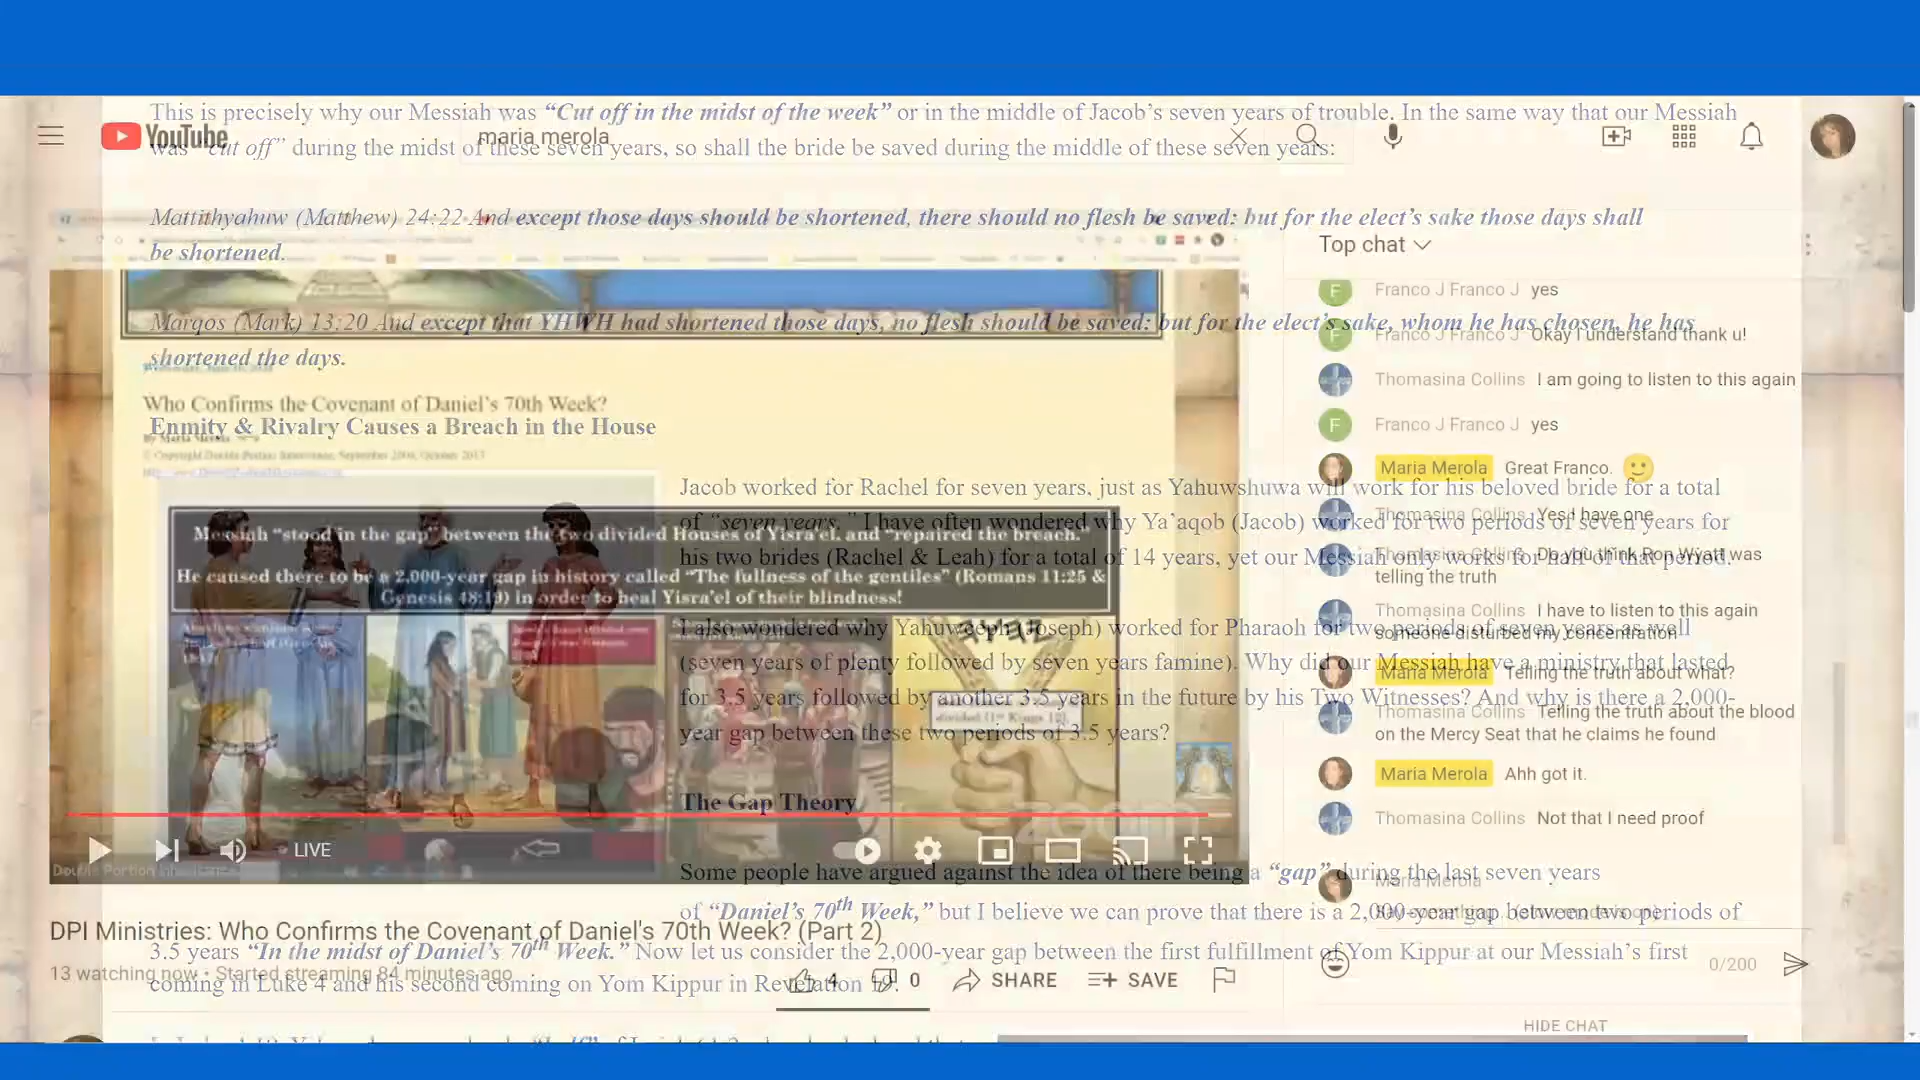 This is precisely why our Messiah was “Cut off in the midst of the week” or in the middle of Jacob’s seven years of trouble. In the same way that our Messiah
was “cut off” during the midst of these seven years, so shall the bride be saved during the middle of these seven years:
YouTube
maria merola
Mattithyahuw (Matthew) 24:22 And except those days should be shortened, there should no flesh be saved: but for the elect’s sake those days shall
be shortened.
Marqos (Mark) 13:20 And except that YHWH had shortened those days, no flesh should be saved: but for the elect’s sake, whom he has chosen, he has
shortened the days.
Who Confirms the Covenant of Daniel’s 70th Week?
Enmity & Rivalry Causes a Breach in the House
By Maria Merola
Messiah “stood in the gap” between the two divided Houses of Yisra’el, and “repaired the breach.”
He caused there to be a 2,000-year gap in history called “The fullness of the gentiles” (Romans 11:25 &
Genesis 48:19) in order to heal Yisra’el of their blindness!
divided (1st Kings 12)
Jacob worked for Rachel for seven years, just as Yahuwshuwa will work for his beloved bride for a total
of “seven years.” I have often wondered why Ya’aqob (Jacob) worked for two periods of seven years for
his two brides (Rachel & Leah) for a total of 14 years, yet our Messiah only works for half of that period.
I also wondered why Yahuwceph (Joseph) worked for Pharaoh for two periods of seven years as well
(seven years of plenty followed by seven years famine). Why did our Messiah have a ministry that lasted
for 3.5 years followed by another 3.5 years in the future by his Two Witnesses? And why is there a 2,000-
year gap between these two periods of 3.5 years?
The Gap Theory
zoom
LIVE
Double Portion Inheritance
Some people have argued against the idea of there being a “gap” during the last seven years
of “Daniel’s 70th Week,” but I believe we can prove that there is a 2,000-year gap between two periods of
3.5 years “In the midst of Daniel’s 70th Week.” Now let us consider the 2,000-year gap between the first fulfillment of Yom Kippur at our Messiah’s first
coming in Luke 4 and his second coming on Yom Kippur in Revelation 19.
DPI Ministries: Who Confirms the Covenant of Daniel's 70th Week? (Part 2)
13 watching now • Started streaming 84 minutes ago
4
0
SHARE
SAVE
Top chat
Franco J Franco J yes
Franco J Franco J Okay I understand thank u!
Thomasina Collins I am going to listen to this again
Franco J Franco J yes
Maria Merola Great Franco.
Thomasina Collins Yes I have one
Thomasina Collins Do you think Ron Wyatt was
telling the truth
Thomasina Collins I have to listen to this again
someone disturbed my concentration
Maria Merola Telling the truth about what?
Thomasina Collins Telling the truth about the blood
on the Mercy Seat that he claims he found
Maria Merola Ahh got it.
Thomasina Collins Not that I need proof
Maria Merola
0/200
HIDE CHAT